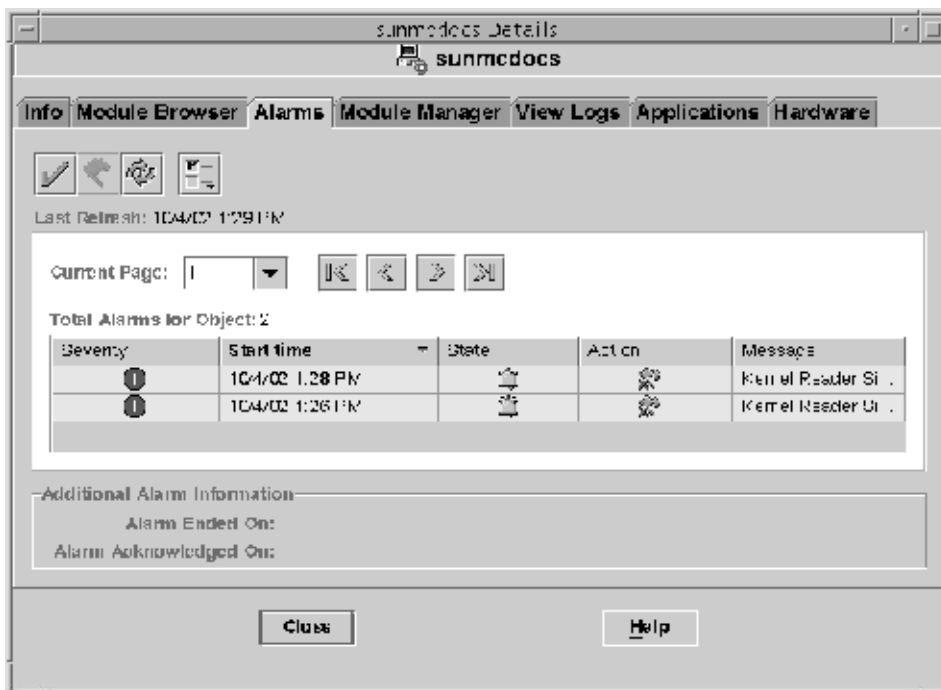 sunmcdocs Details
sunmcdocs
Info Module Browser Alarms Module Manager View Logs Applications Hardware
Last Refresh: 10/4/02 1:29 PM
Current Page: 1
Total Alarms for Object: 2
Severity Start time State Action Message
10/4/02 1:28 PM Kernel Reader Si...
10/4/02 1:26 PM Kernel Reader
Additional Alarm Information
Alarm Ended On:
Alarm Acknowledged On:
Close Help